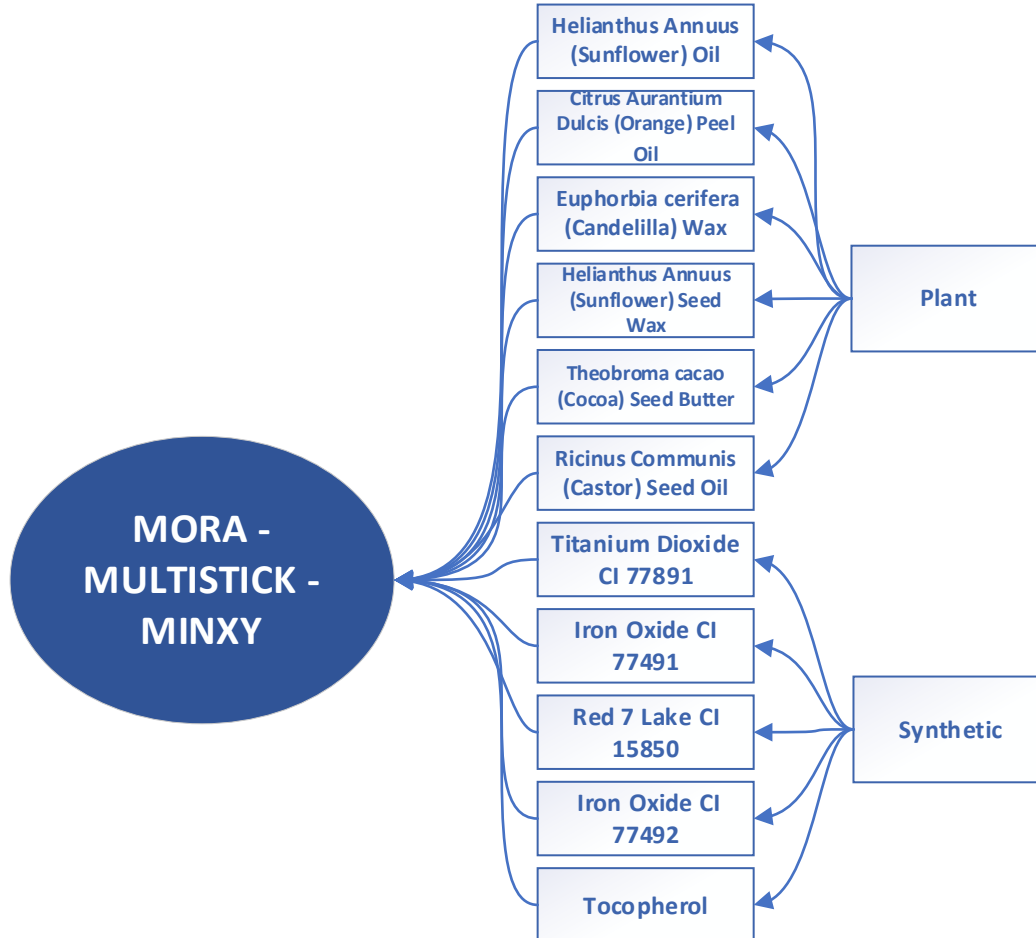 Helianthus Annuus
(Sunflower) Oil
Citrus Aurantium
Dulcis (Orange) Peel
Oil
Euphorbia cerifera
(Candelilla) Wax
Helianthus Annuus
(Sunflower) Seed
Wax
Theobroma cacao
(Cocoa) Seed Butter
Ricinus Communis
(Castor) Seed Oil
Titanium Dioxide
CI 77891
Iron Oxide CI
77491
Red 7 Lake CI
15850
Iron Oxide CI
77492
Tocopherol
Plant
Synthetic
MORA -
MULTISTICK -
MINXY